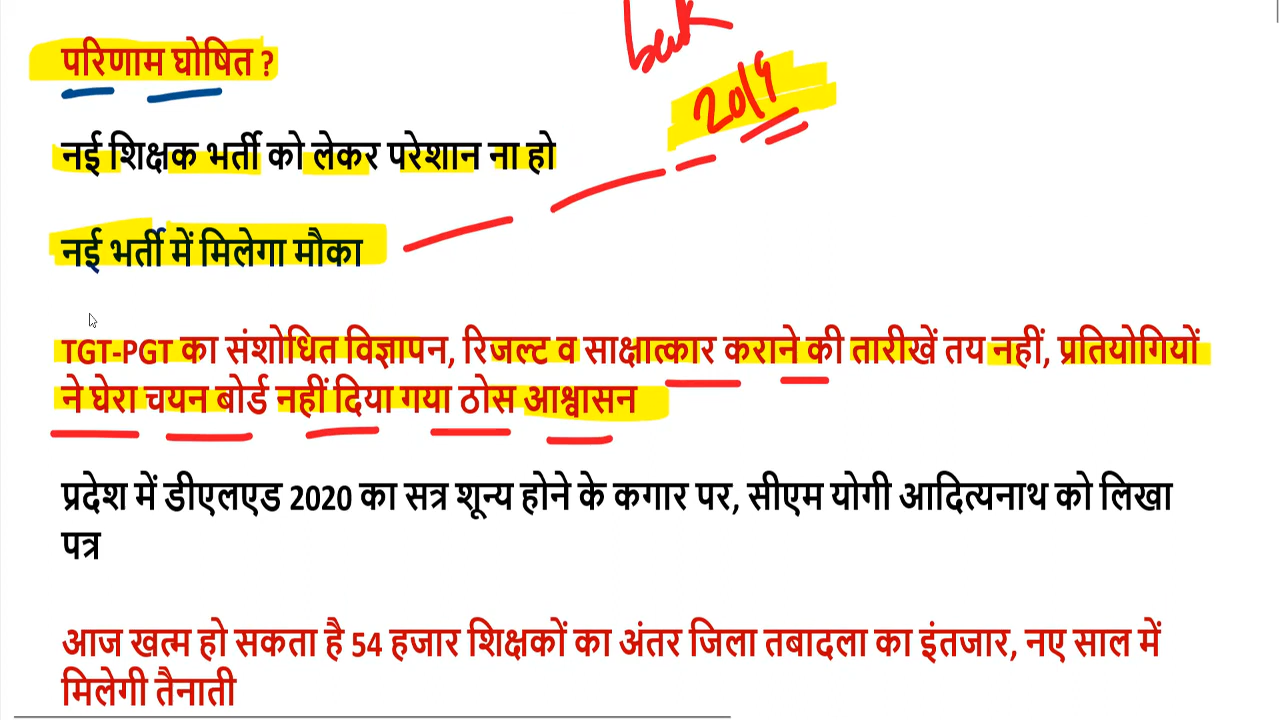 परिणाम घोषित ?
नई शिक्षक भर्ती को लेकर परेशान ना हो
नई भर्ती में मिलेगा मौका
TGT-PGT का संशोधित विज्ञापन, रिजल्ट व साक्षात्कार कराने की तारीखें तय नहीं, प्रतियोगियों
ने घेरा चयन बोर्ड नहीं दिया गया ठोस आश्वासन
प्रदेश में डीएलएड 2020 का सत्र शून्य होने के कगार पर, सीएम योगी आदित्यनाथ को लिखा
पत्र
आज खत्म हो सकता है 54 हजार शिक्षकों का अंतर जिला तबादला का इंतजार, नए साल में
मिलेगी तैनाती